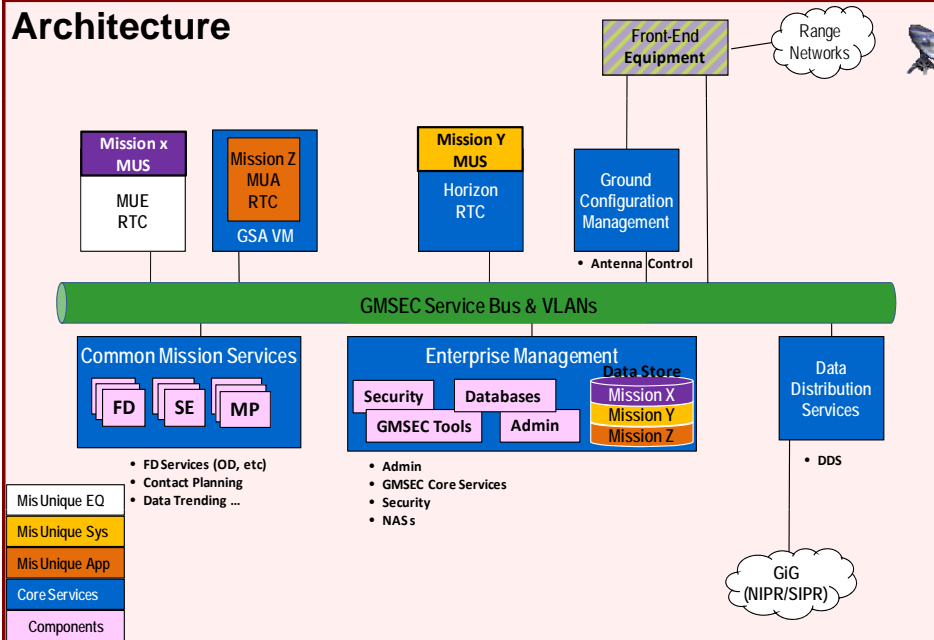 Architecture
Front-End
Equipment
Range
Networks
Mission x
MUS
MUE
RTC
Mission Z
MUA
RTC
GSA VM
Mission Y
MUS
Horizon
RTC
Ground
Configuration
Management
• Antenna Control
GMSEC Service Bus & VLANs
Common Mission Services
FD
SE
MP
Enterprise Management
Security
Databases
GMSEC Tools
Admin
Data Store
Mission X
Mission Y
Mission Z
Data
Distribution
Services
• FD Services (OD, etc)
• Contact Planning
• Data Trending ...
• Admin
• GMSEC Core Services
• Security
• NASs
• DDS
Mis Unique EQ
Mis Unique Sys
Mis Unique App
Core Services
Components
GiG
(NIPR/SIPR)